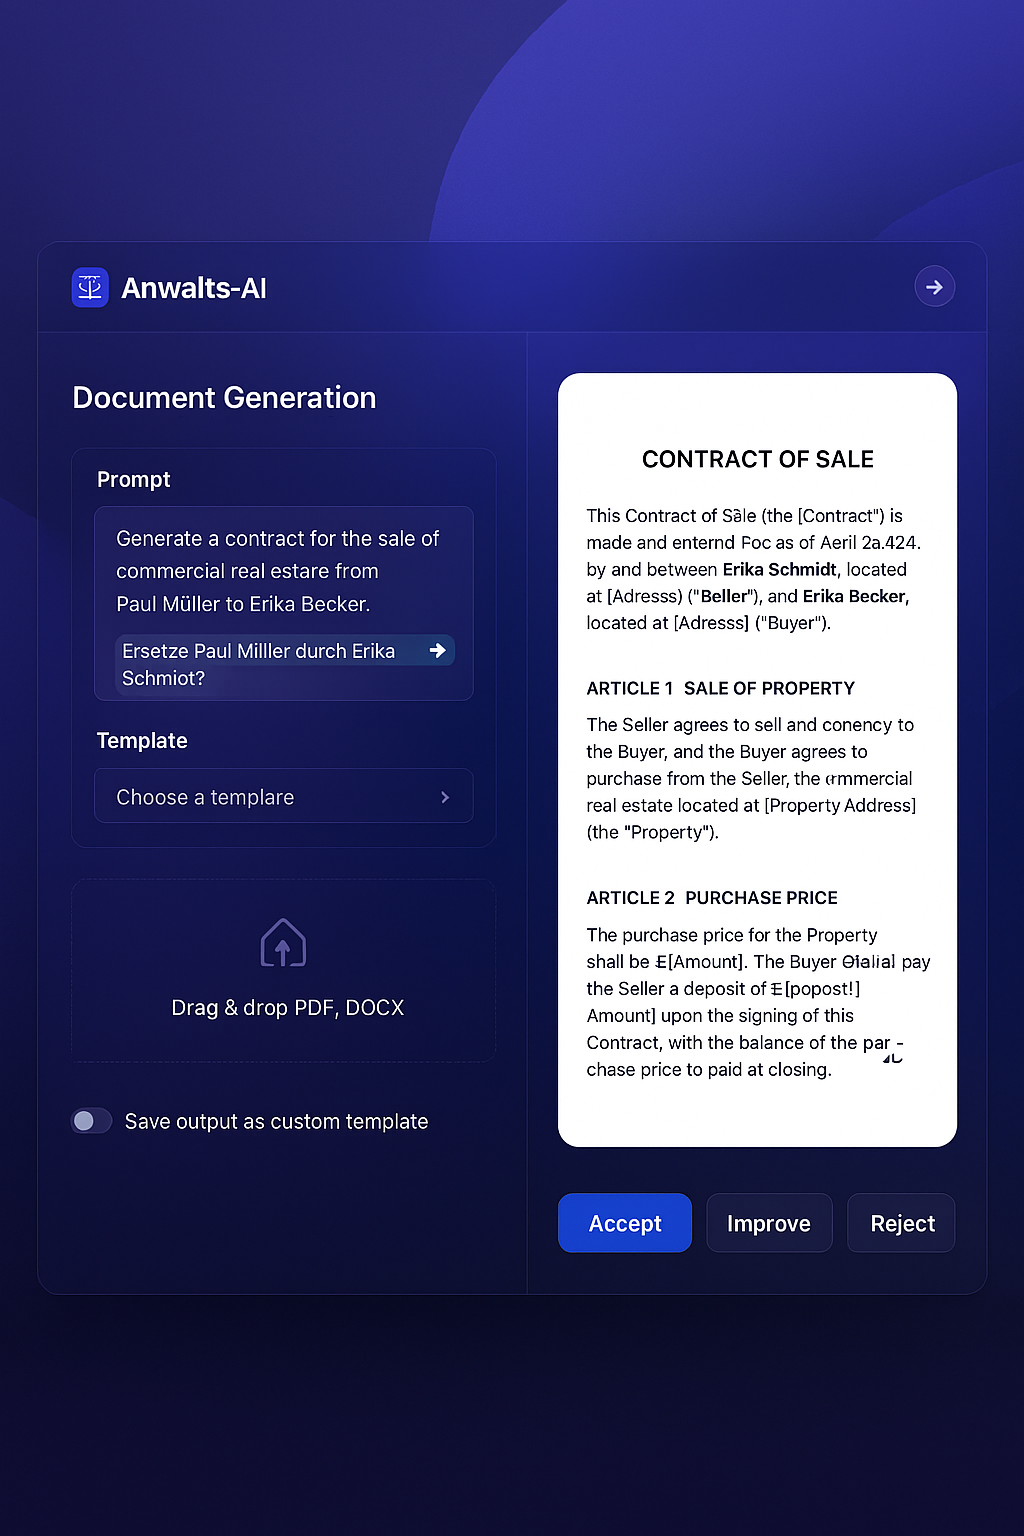 Anwalts-AI
Document Generation
Prompt
Generate a contract for the sale of
commercial real estare from
Paul Müller to Erika Becker.
Ersetze Paul Milller durch Erika
Schmiot?
Template
Choose a templare
Drag & drop PDF, DOCX
Save output as custom template
CONTRACT OF SALE
This Contract of Sale (the [Contract") is
made and enternd Poc as of Aeril 2a.424.
by and between Erika Schmidt, located
at [Adresss) ("Beller"), and Erika Becker,
located at [Adresss] ("Buyer").
ARTICLE 1 SALE OF PROPERTY
The Seller agrees to sell and conency to
the Buyer, and the Buyer agrees to
purchase from the Seller, the mmercial
real estate located at [Property Address]
(the "Property").
ARTICLE 2 PURCHASE PRICE
The purchase price for the Property
shall be E[Amount]. The Buyer pay
the Seller a deposit of E[popost!]
Amount] upon the signing of this
Contract, with the balance of the par -
chase price to paid at closing.
Accept
Improve
Reject